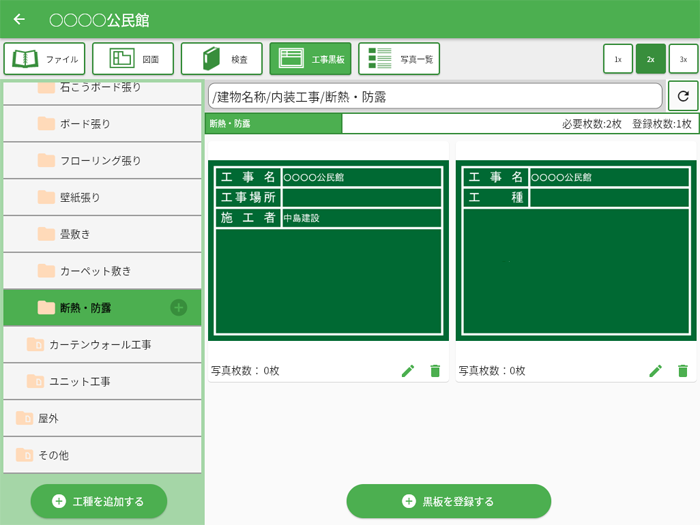 ○○○○公民館
ファイル
図面
検査
工事黒板
写真一覧
1x
2x
3x
石こうボード張り
ボード張り
フローリング張り
壁紙張り
畳敷き
カーペット敷き
断熱・防露
カーテンウォール工事
ユニット工事
屋外
その他
工種を追加する
/建物名称/内装工事/断熱・防露
断熱・防露
必要枚数:2枚 登録枚数:1枚
工事名 ○○○○公民館
工事場所
施工者 中島建設
写真枚数：0枚
工事名 ○○○○公民館
工種
写真枚数：0枚
黒板を登録する